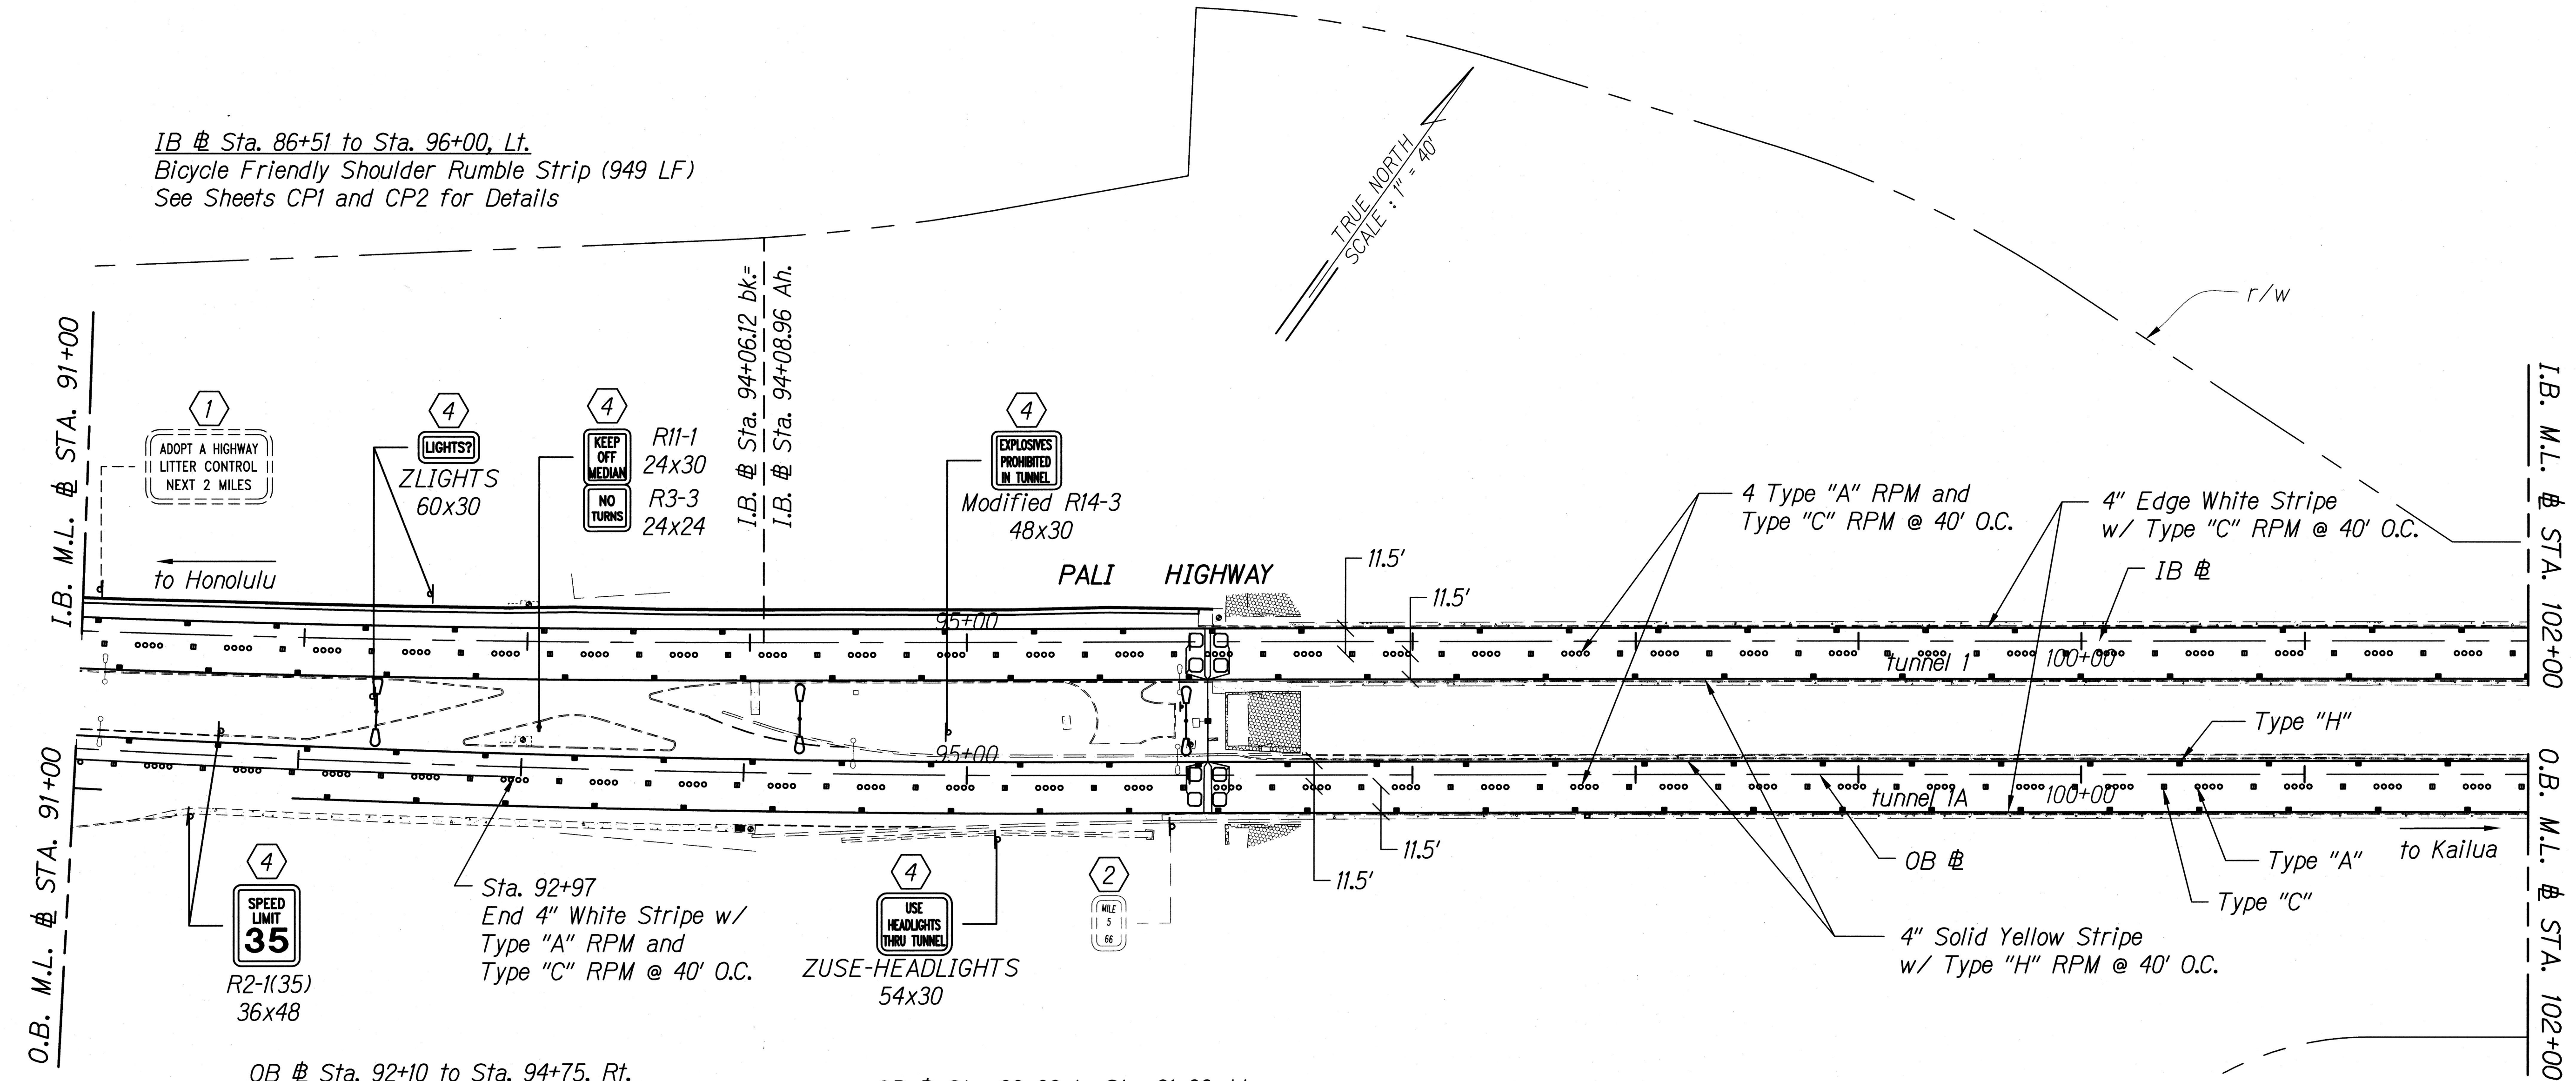 IB ⅊ Sta. 86+51 to Sta. 96+00, Lt.
Bicycle Friendly Shoulder Rumble Strip (949 LF)
See Sheets CP1 and CP2 for Details
TRUE NORTH
SCALE : 1" = 40'
r/w
I.B. M.L. ⅊ STA. 91+00
1
ADOPT A HIGHWAY
LITTER CONTROL
NEXT 2 MILES
4
LIGHTS?
ZLIGHTS
60x30
4
KEEP
OFF
MEDIAN
R11-1
24x30
NO
TURNS
R3-3
24x24
I.B. ⅊ Sta. 94+06.12 bk.=
I.B. ⅊ Sta. 94+08.96 Ah.
4
EXPLOSIVES
PROHIBITED
IN TUNNEL
Modified R14-3
48x30
4 Type "A" RPM and
Type "C" RPM @ 40' O.C.
4" Edge White Stripe
w/ Type "C" RPM @ 40' O.C.
I.B. M.L. ⅊ STA. 102+00
to Honolulu
PALI HIGHWAY
11.5'
11.5'
IB ⅊
95+00
tunnel 1
100+00
Type "H"
95+00
tunnel 1A
100+00
O.B. M.L. ⅊ STA. 91+00
4
SPEED
LIMIT
35
R2-1(35)
36x48
Sta. 92+97
End 4" White Stripe w/
Type "A" RPM and
Type "C" RPM @ 40' O.C.
4
USE
HEADLIGHTS
THRU TUNNEL
ZUSE-HEADLIGHTS
54x30
2
MILE
5
66
11.5'
11.5'
OB ⅊
Type "A"
to Kailua
Type "C"
4" Solid Yellow Stripe
w/ Type "H" RPM @ 40' O.C.
O.B. M.L. ⅊ STA. 102+00
OB ⅊ Sta. 92+10 to Sta. 94+75, Rt.